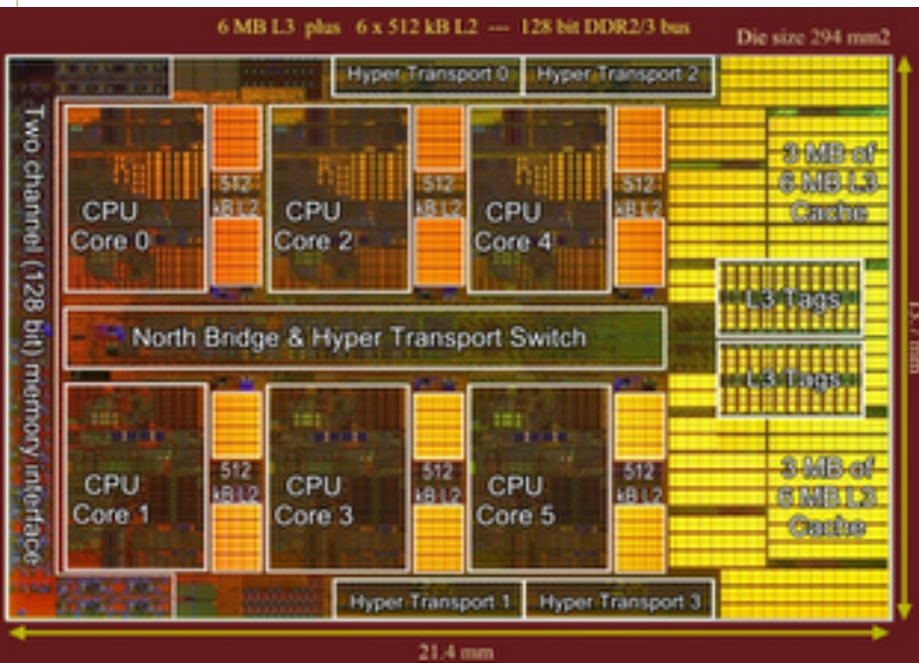 6 MB L3 plus 6 x 512 kB L2 --- 128 bit DDR2/3 bus
Die size 294 mm2
Hyper Transport 0
Hyper Transport 2
Two channel (128 bit) memory interface
CPU
Core 0
512
kB L2
CPU
Core 2
512
kB L2
CPU
Core 4
512
kB L2
3 MB of
6 MB L3
Cache
L3 Tags
North Bridge & Hyper Transport Switch
L3 Tags
mm
CPU
Core 1
512
kB L2
CPU
Core 3
512
kB L2
CPU
Core 5
512
kB L2
3 MB of
6 MB L3
Cache
Hyper Transport 1
Hyper Transport 3
21.4 mm